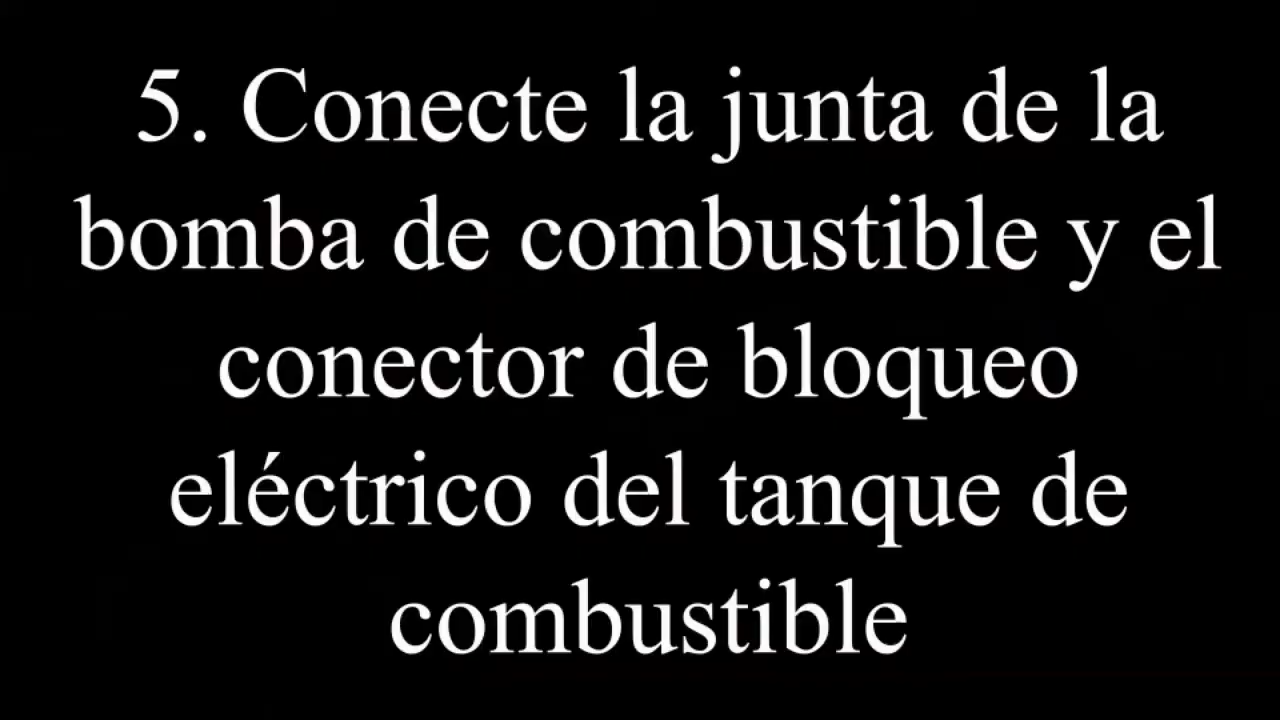 5. Conecte la junta de la
bomba de combustible y el
conector de bloqueo
eléctrico del tanque de
combustible